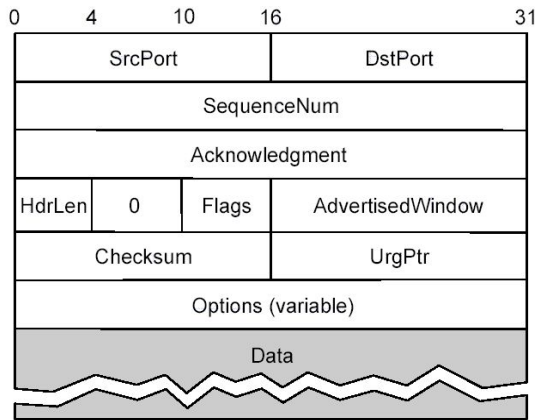 0 4 10 16 31
SrcPort DstPort
SequenceNum
Acknowledgment
HdrLen 0 Flags AdvertisedWindow
Checksum UrgPtr
Options (variable)
Data